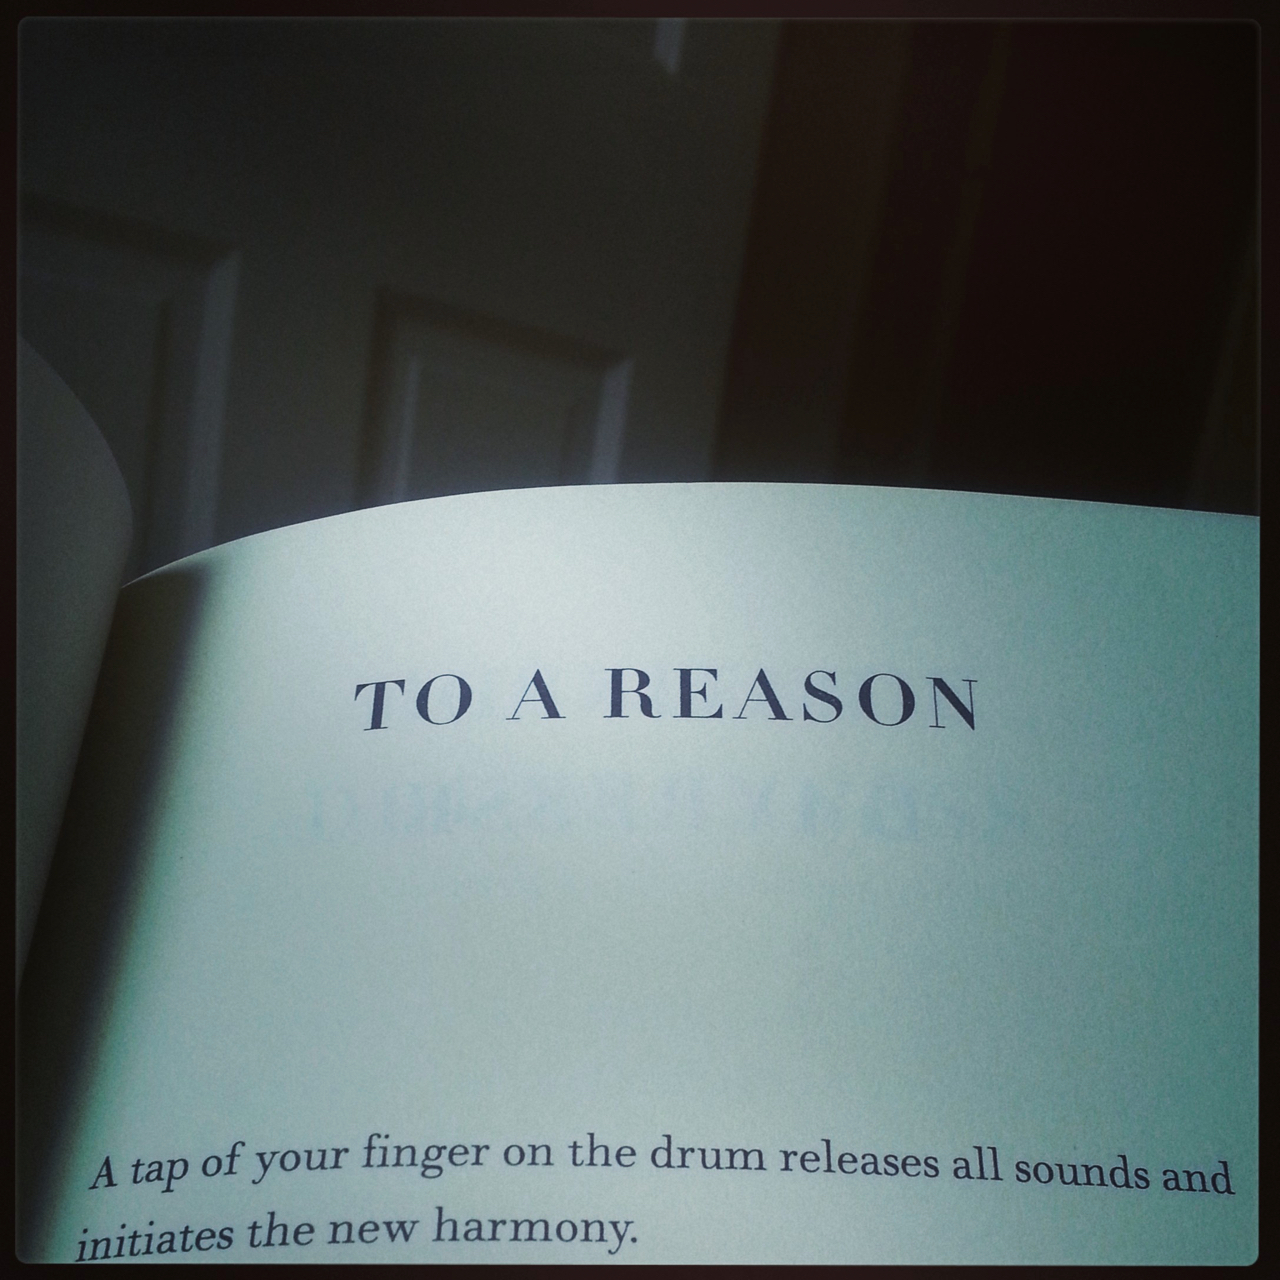 TO A REASON
A tap of your finger on the drum releases all sounds and
initiates the new harmony.